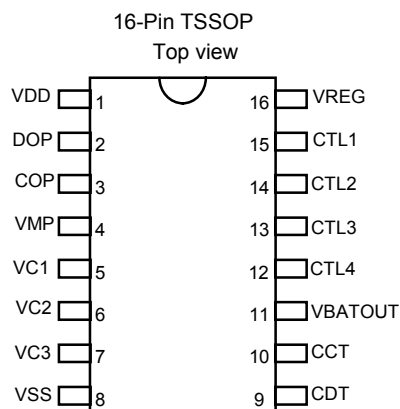 16-Pin TSSOP
Top view
VDD 1 16 VREG
DOP 2 15 CTL1
COP 3 14 CTL2
VMP 4 13 CTL3
VC1 5 12 CTL4
VC2 6 11 VBATOUT
VC3 7 10 CCT
VSS 8 9 CDT